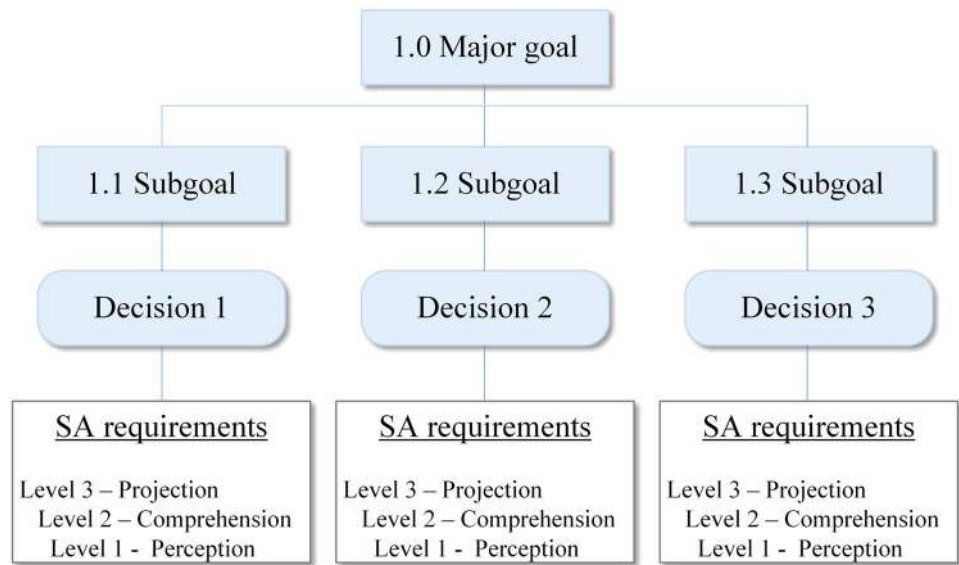 1.0 Major goal
1.1 Subgoal
1.2 Subgoal
1.3 Subgoal
Decision 1
Decision 2
Decision 3
SA requirements
Level 3 – Projection
Level 2 – Comprehension
Level 1 - Perception
SA requirements
Level 3 – Projection
Level 2 – Comprehension
Level 1 - Perception
SA requirements
Level 3 – Projection
Level 2 – Comprehension
Level 1 - Perception